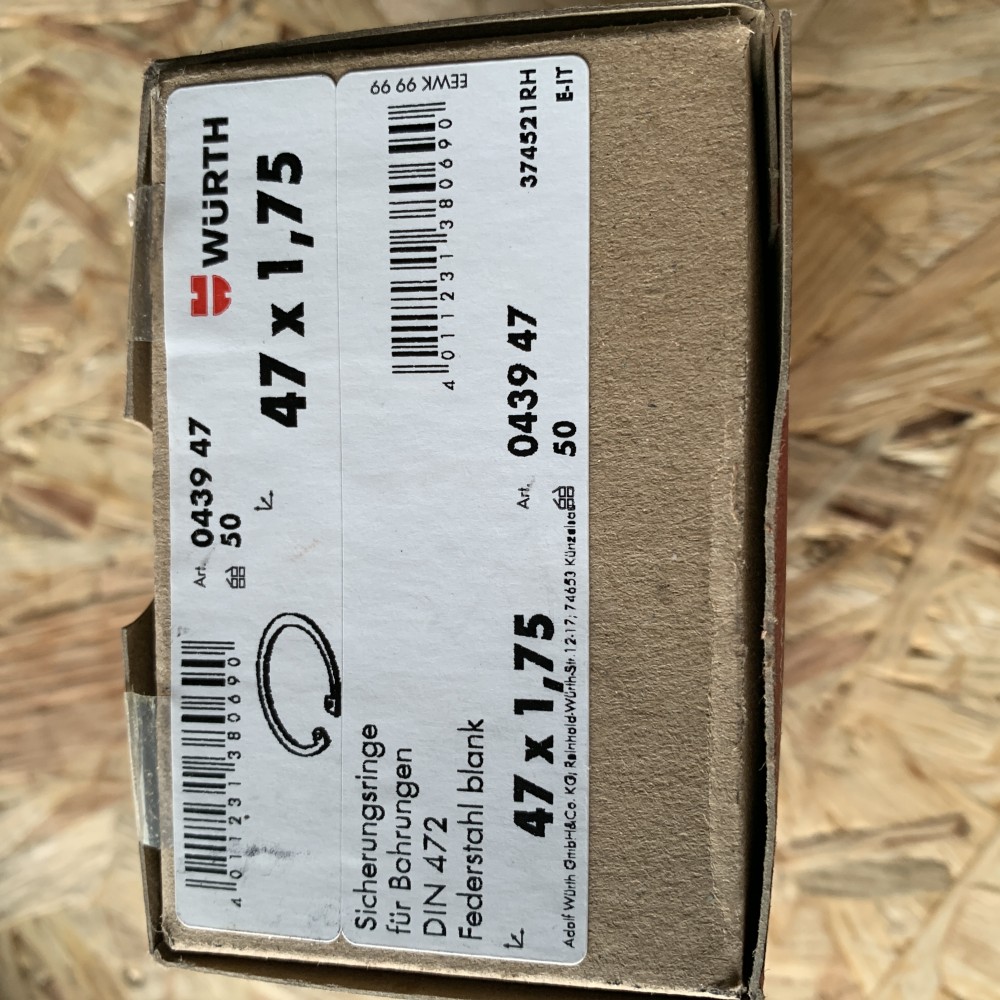 WÜRTH
Art. 0439 47
50
47 x 1,75
4 011231 380690
Sicherungsringe
für Bohrungen
DIN 472
Federstahl blank
EEWK 99 99
4 011231 380690
47 x 1,75
Art. 0439 47
50
374521RH
E-IT
Adolf Würth GmbH&Co. KG; Reinhold-Würth-Str.12-17; 74653 Künzelsau